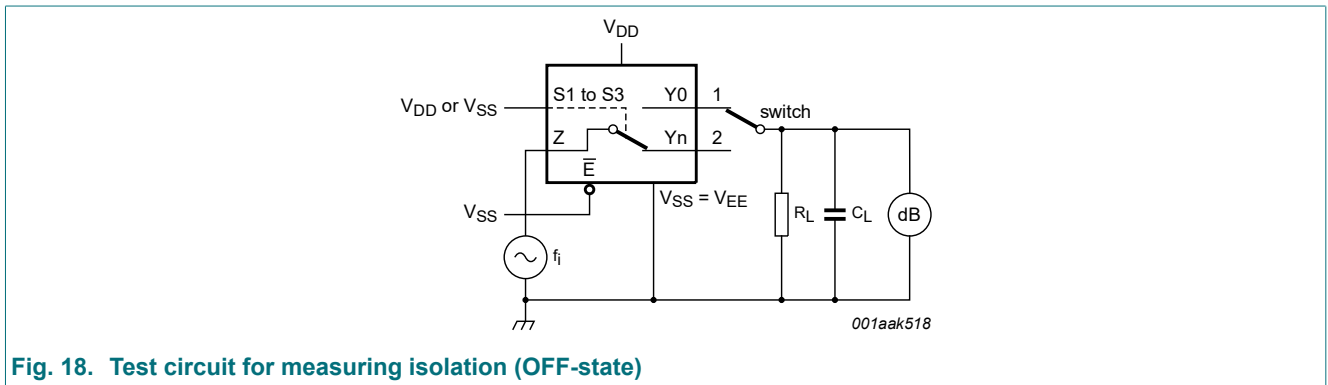 VDD
VDD or VSS
S1 to S3
Y0
1
switch
Z
Yn
2
E̅
VSS = VEE
VSS
RL
CL
dB
fi
001aak518
Fig. 18. Test circuit for measuring isolation (OFF-state)